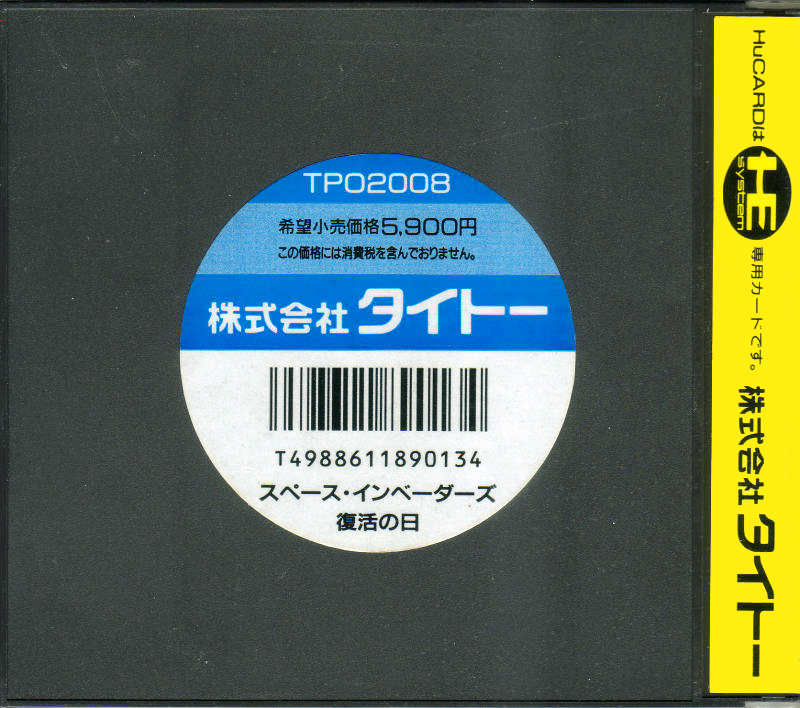 TP02008
希望小売価格5,900円
この価格には消費税を含んでおりません。
株式会社 タイトー
T4988611890134
スペース・インベーダーズ
復活の日
HuCARDは HE system 専用カードです。 株式会社 タイトー